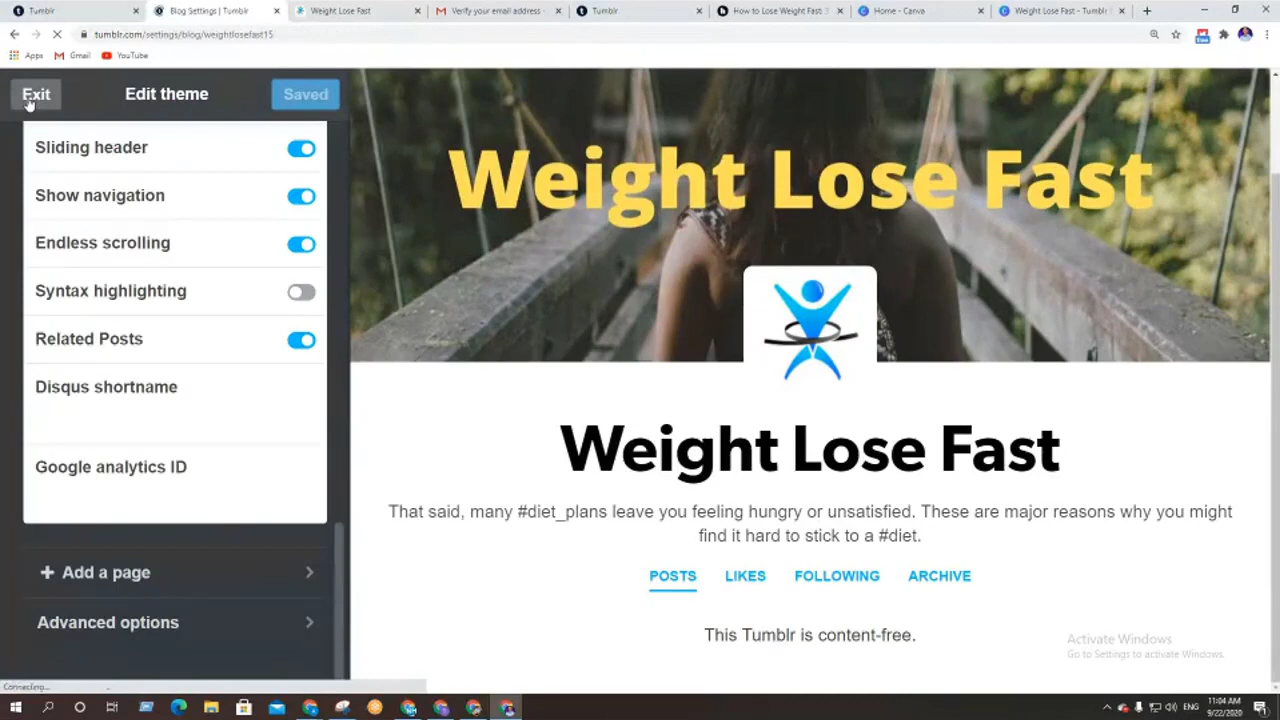 Tumblr
Blog Settings | Tumblr
Weight Lose Fast
Verify your email address -
Tumblr
How to Lose Weight Fast: 
Home - Canva
Weight Lose Fast - Tumblr
tumblr.com/settings/blog/weightlosefast15
Apps
Gmail
YouTube
Exit
Edit theme
Saved
Sliding header
Show navigation
Endless scrolling
Syntax highlighting
Related Posts
Disqus shortname
Google analytics ID
+ Add a page
Advanced options
Weight Lose Fast
Weight Lose Fast
That said, many #diet_plans leave you feeling hungry or unsatisfied. These are major reasons why you might
find it hard to stick to a #diet.
POSTS LIKES FOLLOWING ARCHIVE
This Tumblr is content-free.
Activate Windows
Go to Settings to activate Windows.
Connecting...
ENG
11:04 AM
9/22/2020